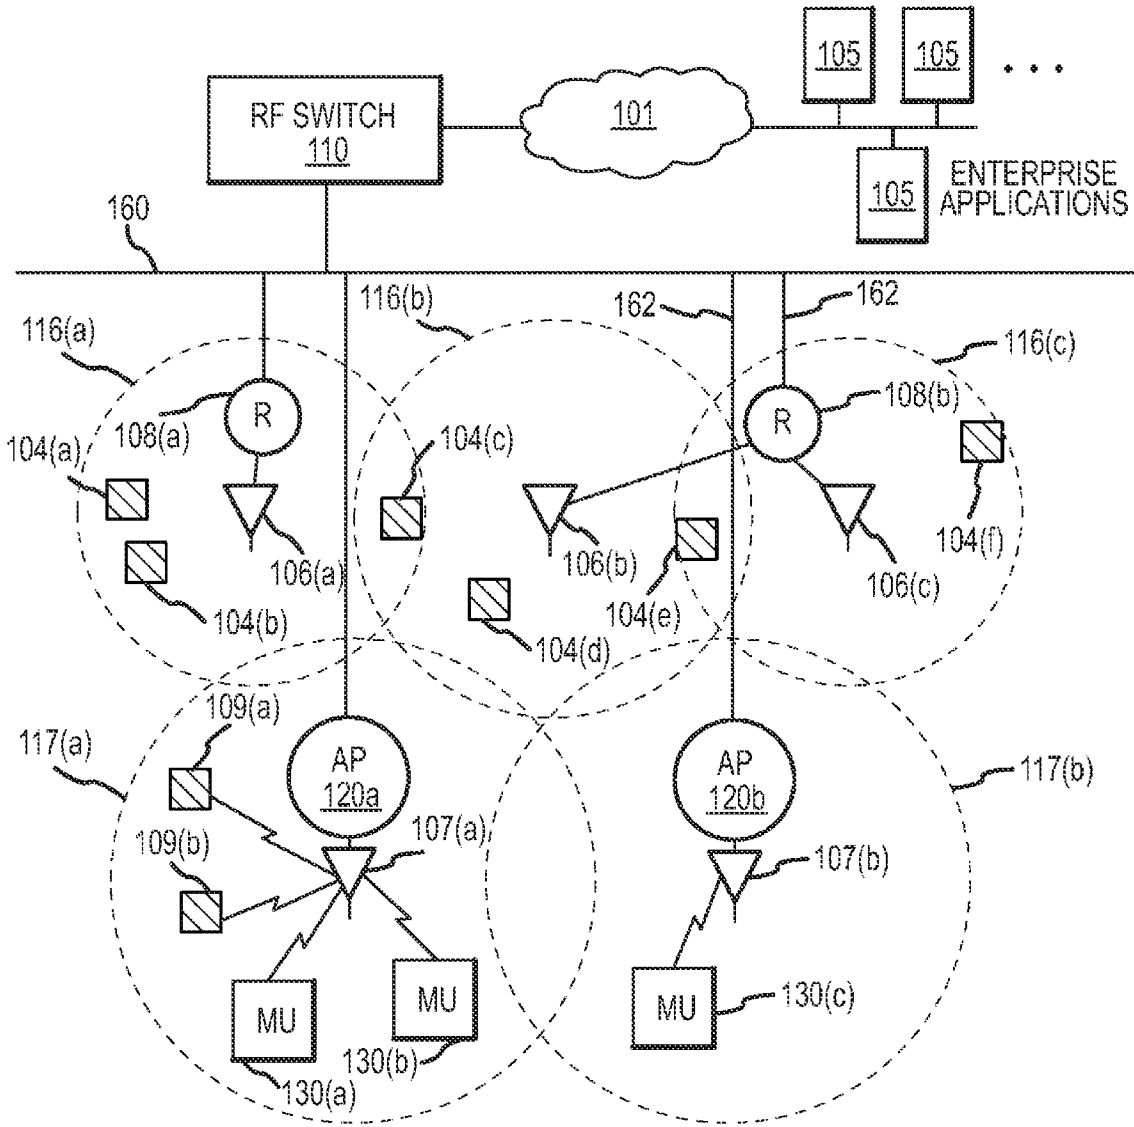 105
105
. . .
RF SWITCH
110
101
105
ENTERPRISE
APPLICATIONS
160
116(a)
116(b)
162
162
116(c)
R
108(a)
R
108(b)
104(a)
104(c)
104(f)
106(a)
106(b)
106(c)
104(b)
104(e)
104(d)
109(a)
117(a)
AP
120a
AP
120b
117(b)
109(b)
107(a)
107(b)
MU
MU
MU
130(c)
130(b)
130(a)